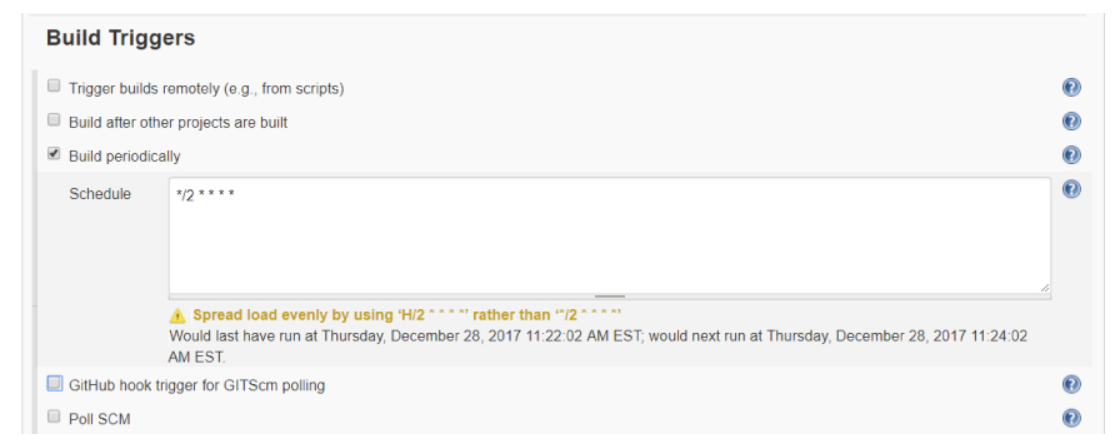 Build Triggers
Trigger builds remotely (e.g., from scripts)
Build after other projects are built
Build periodically
Schedule
*/2 * * * *
Spread load evenly by using ‘H/2 * * * *’ rather than ‘*/2 * * * *’
Would last have run at Thursday, December 28, 2017 11:22:02 AM EST; would next run at Thursday, December 28, 2017 11:24:02
AM EST.
GitHub hook trigger for GITScm polling
Poll SCM